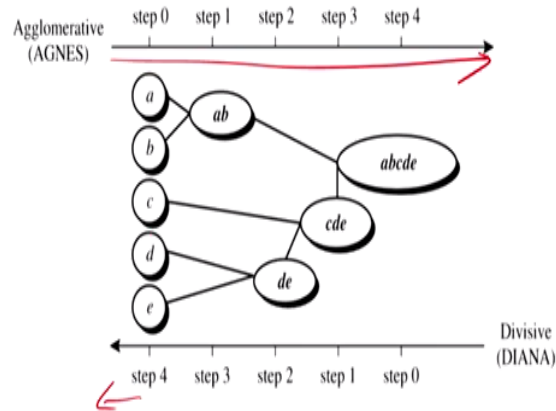 Agglomerative
(AGNES)
step 0 step 1 step 2 step 3 step 4
a
ab
b
abcde
c
cde
d
de
e
Divisive
(DIANA)
step 4 step 3 step 2 step 1 step 0